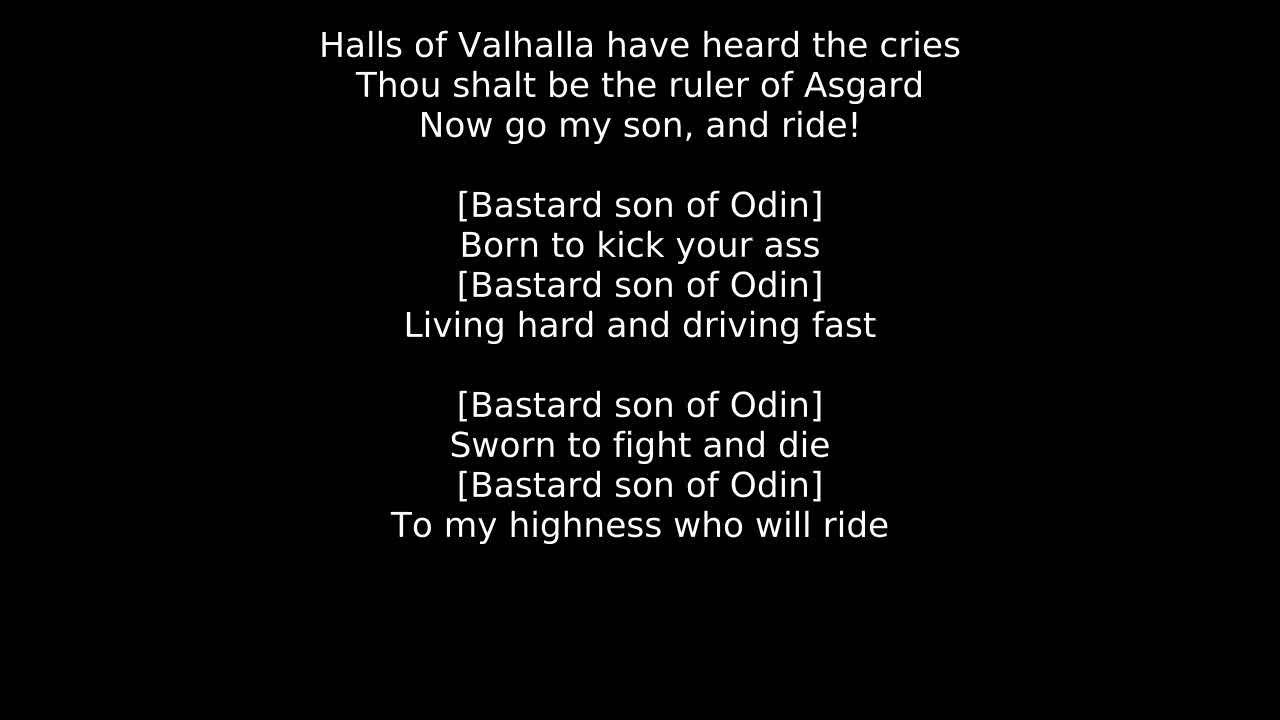 Halls of Valhalla have heard the cries
Thou shalt be the ruler of Asgard
Now go my son, and ride!
[Bastard son of Odin]
Born to kick your ass
[Bastard son of Odin]
Living hard and driving fast
[Bastard son of Odin]
Sworn to fight and die
[Bastard son of Odin]
To my highness who will ride